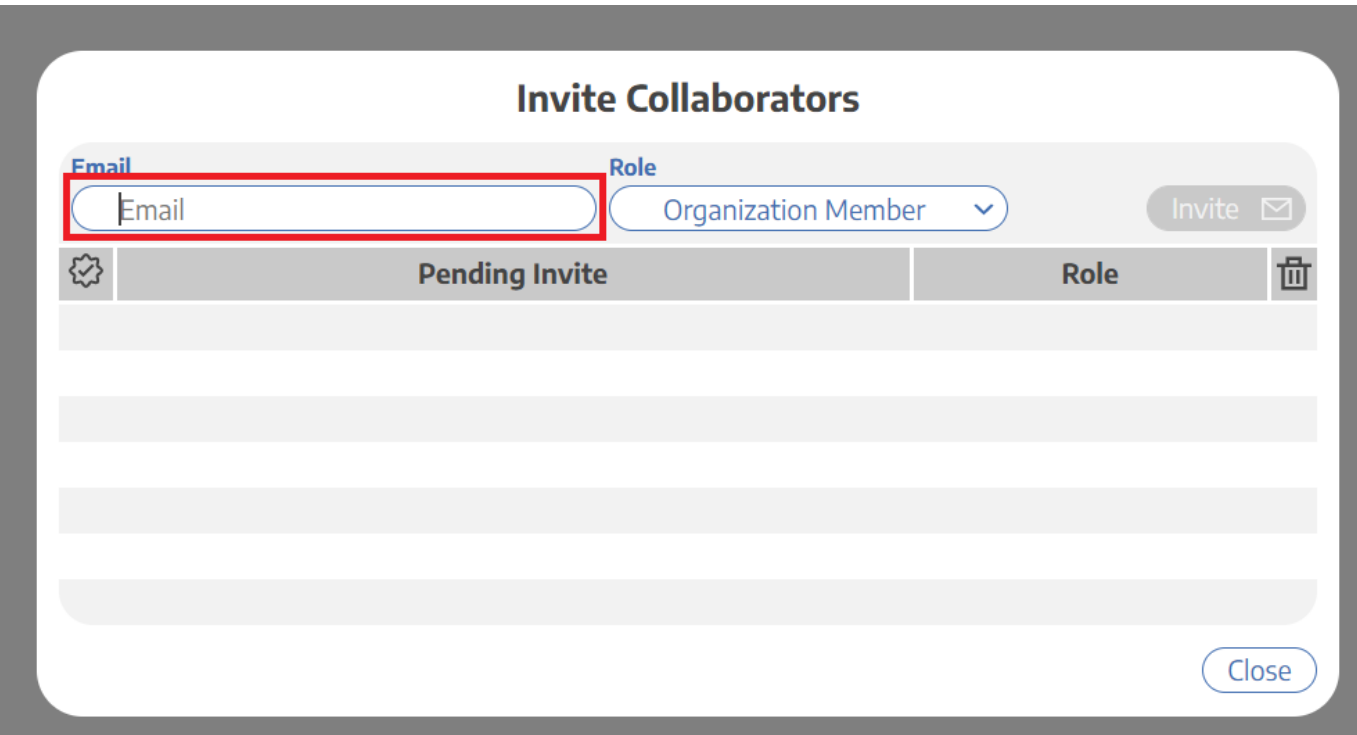 Invite Collaborators
Email Role
Email Organization Member Invite
Pending Invite Role
Close